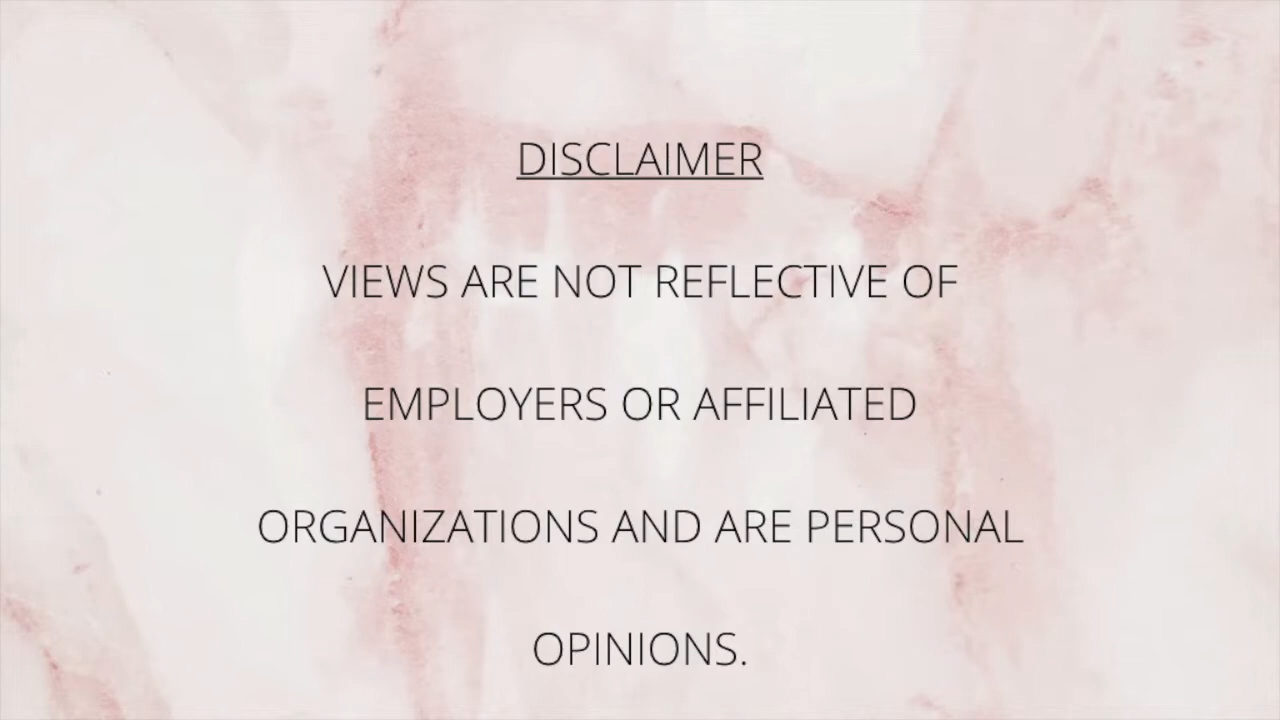 DISCLAIMER
VIEWS ARE NOT REFLECTIVE OF
EMPLOYERS OR AFFILIATED
ORGANIZATIONS AND ARE PERSONAL
OPINIONS.